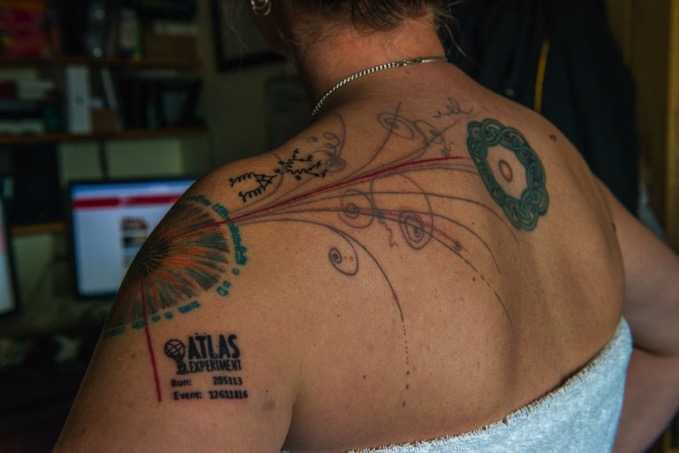 ATLAS
EXPERIMENT
Run: 205113
Event: 12611816